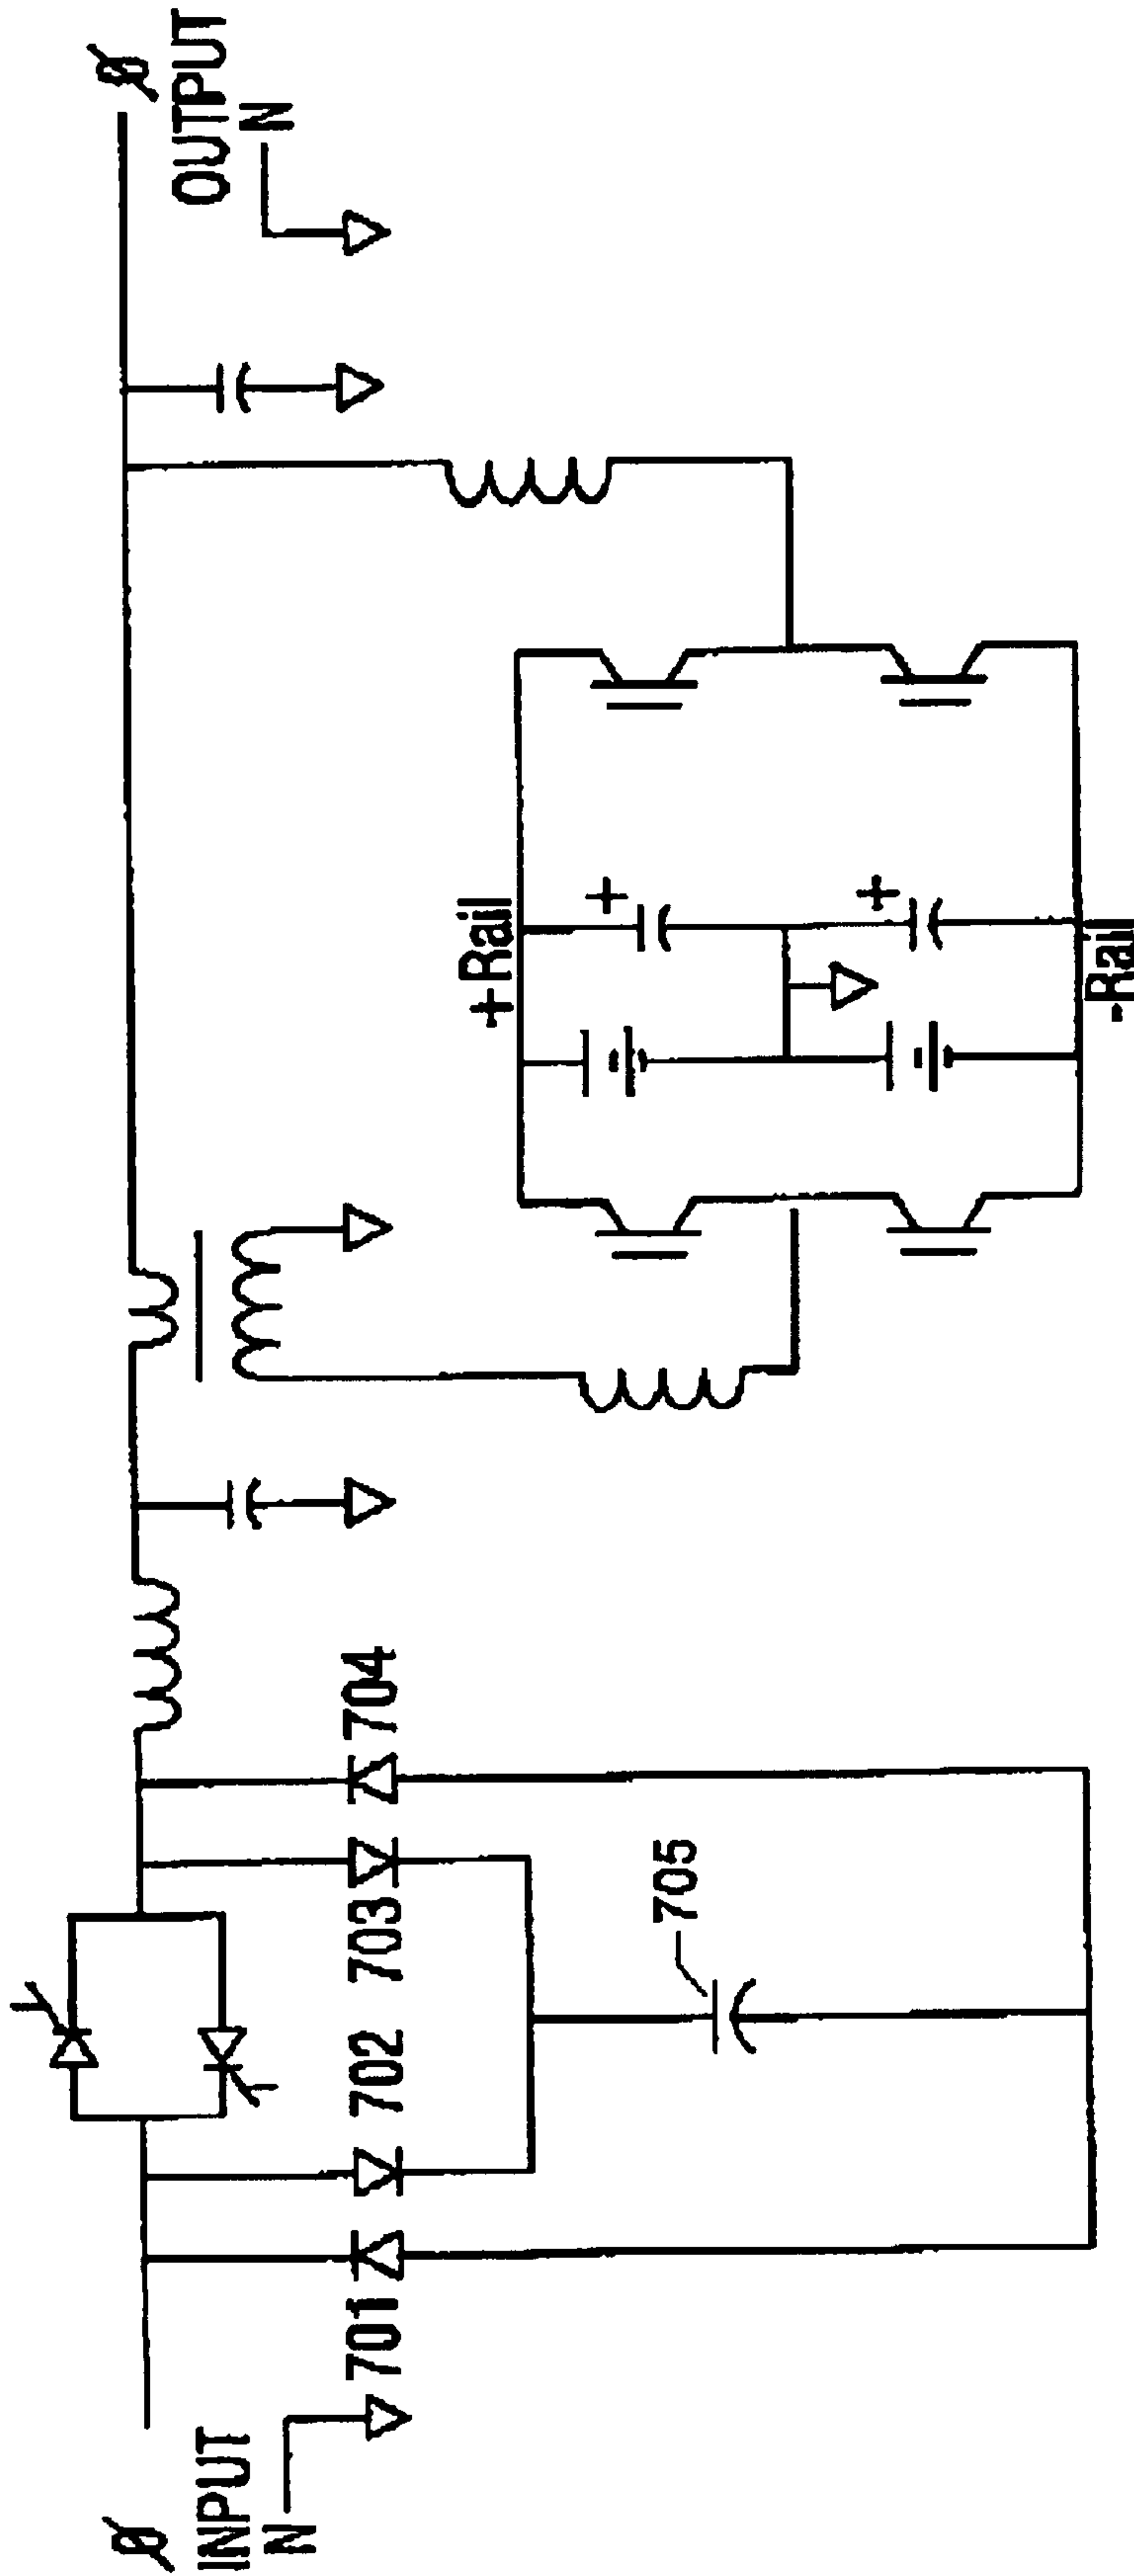 Ø
INPUT
N
701
702
703
704
705
+Rail
+
+
-Rail
Ø
OUTPUT
N